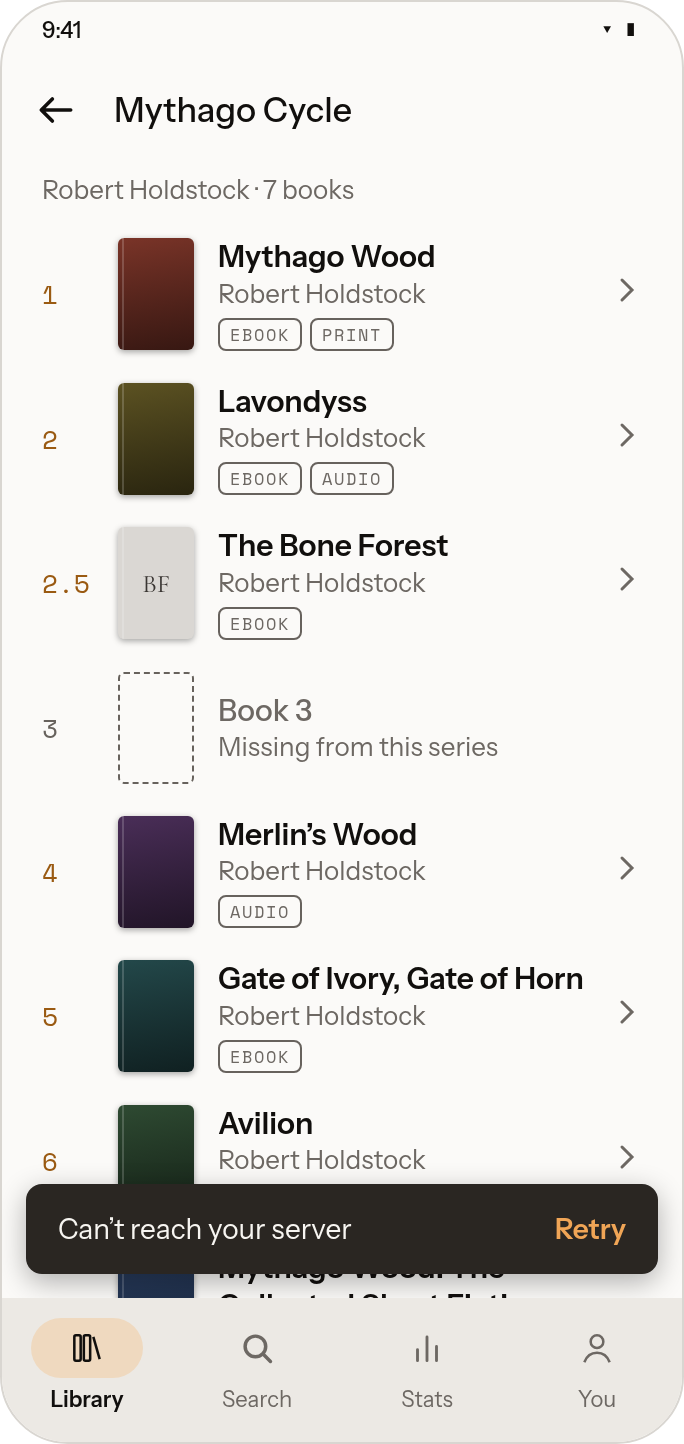 9:41
Mythago Cycle
Robert Holdstock · 7 books
1
Mythago Wood
Robert Holdstock
EBOOK PRINT
2
Lavondyss
Robert Holdstock
EBOOK AUDIO
2.5
BF
The Bone Forest
Robert Holdstock
EBOOK
3
Book 3
Missing from this series
4
Merlin’s Wood
Robert Holdstock
AUDIO
5
Gate of Ivory, Gate of Horn
Robert Holdstock
EBOOK
6
Avilion
Robert Holdstock
Can’t reach your server Retry
Mythago Wood: The
Library Search Stats You